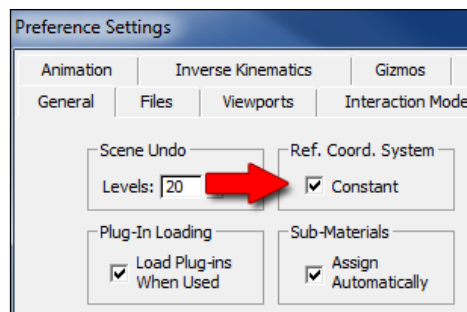 Preference Settings
Animation
Inverse Kinematics
Gizmos
General
Files
Viewports
Interaction Mode
Scene Undo
Levels: 20
Ref. Coord. System
Constant
Plug-In Loading
Load Plug-ins
When Used
Sub-Materials
Assign
Automatically